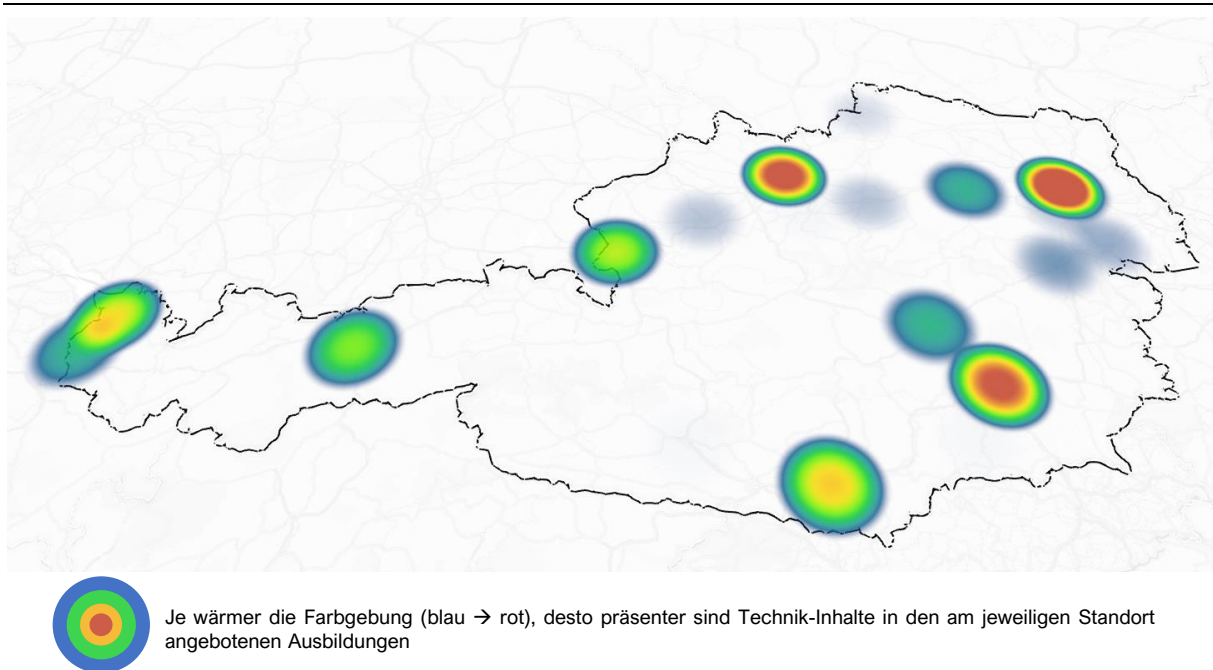 Je wärmer die Farbgebung (blau → rot), desto präsenter sind Technik-Inhalte in den am jeweiligen Standort
angebotenen Ausbildungen